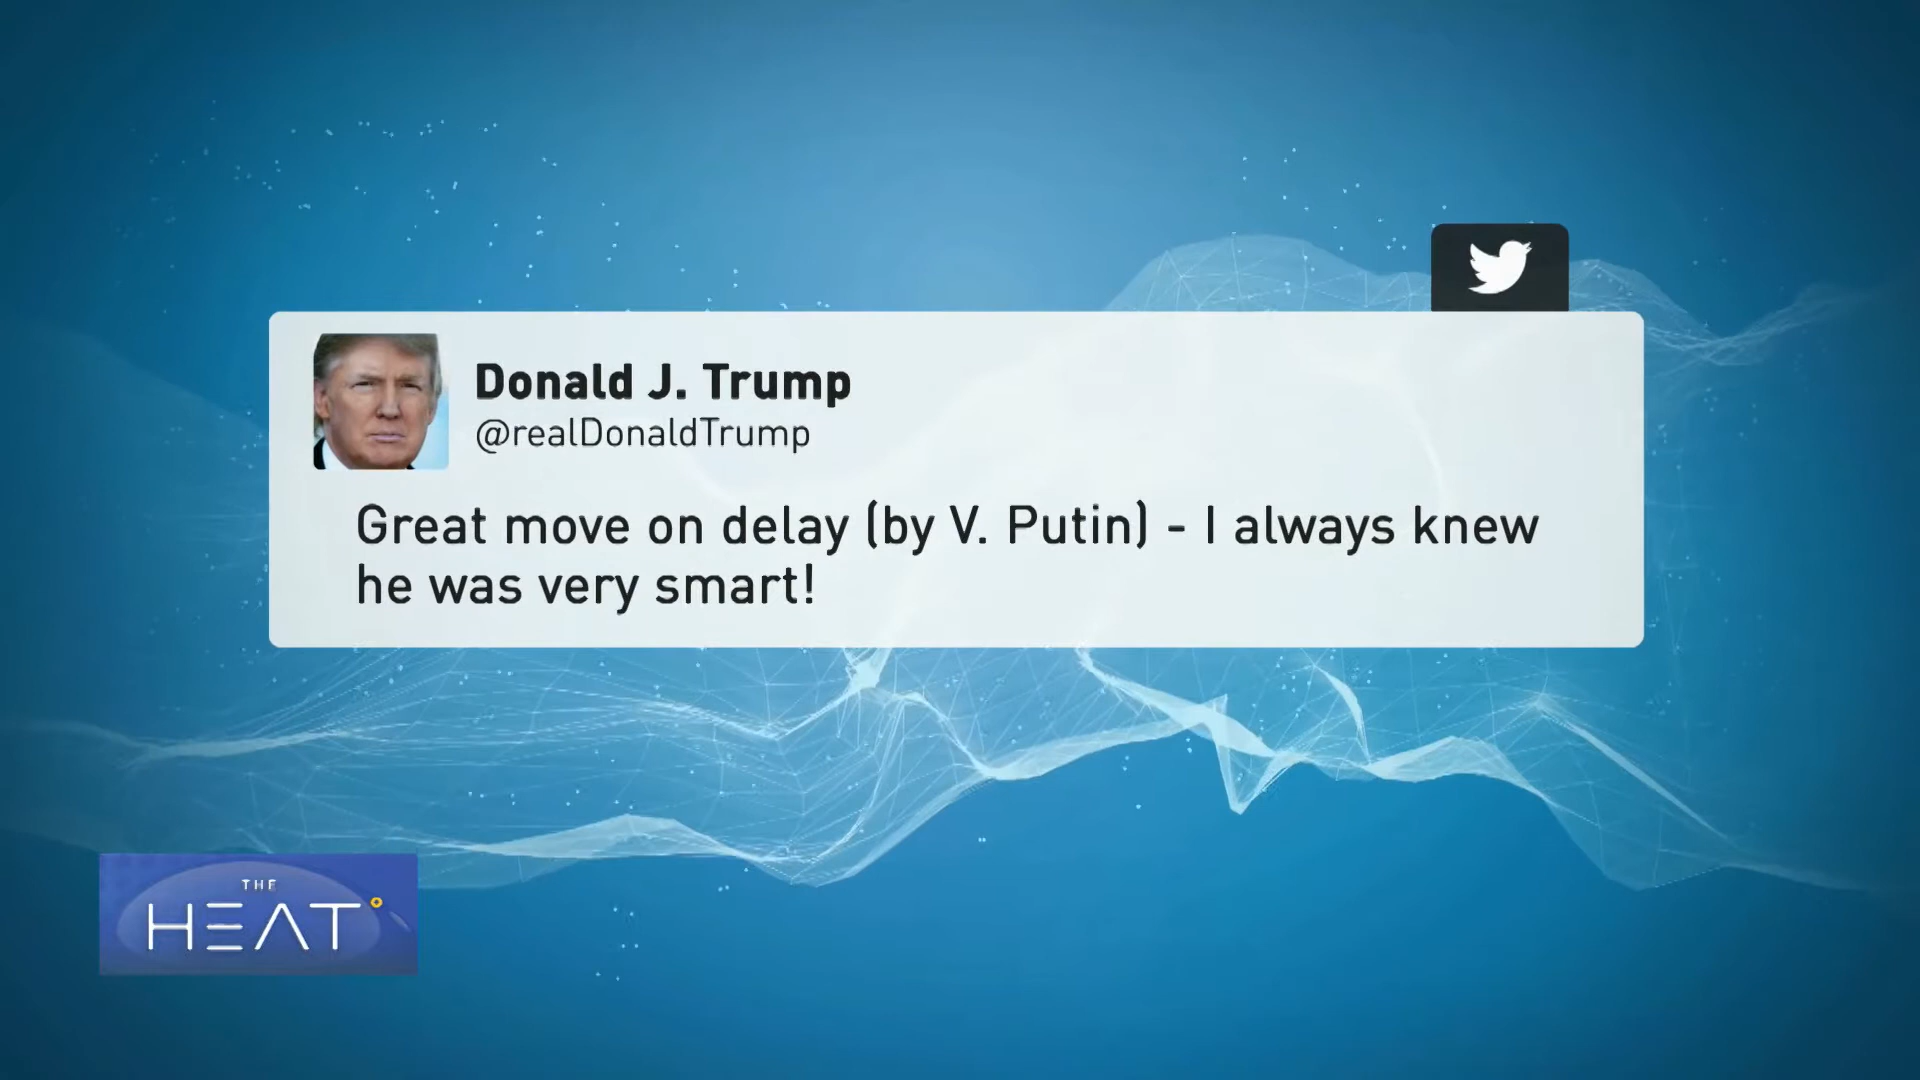 Donald J. Trump
@realDonaldTrump
Great move on delay (by V. Putin) - I always knew
he was very smart!
THE
HEAT